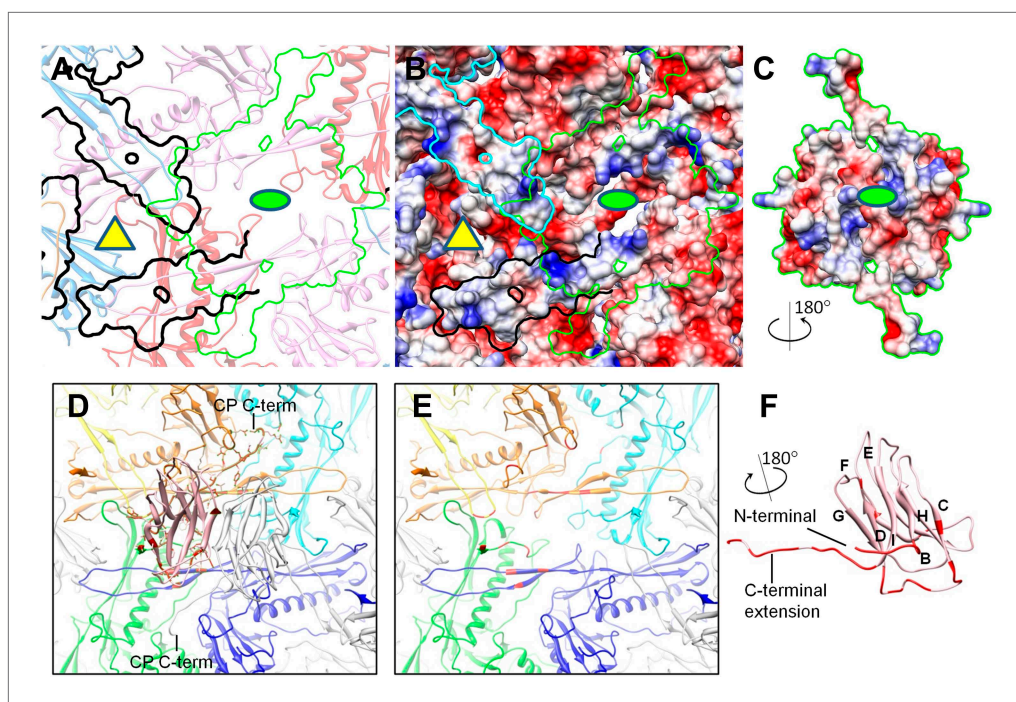 A
B
C
180°
D
CP C-term
CP C-term
E
F
180°
E
F
G
C
H
D
I
B
N-terminal
C-terminal
extension